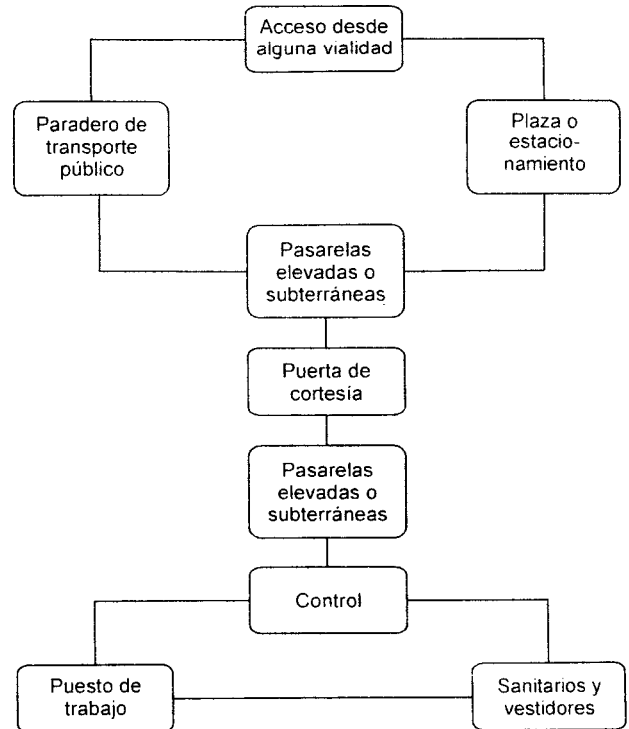 Acceso desde
alguna vialidad
Paradero de
transporte
público
Plaza o
estacio-
namiento
Pasarelas
elevadas o
subterráneas
Puerta de
cortesía
Pasarelas
elevadas o
subterráneas
Control
Puesto de
trabajo
Sanitarios y
vestidores